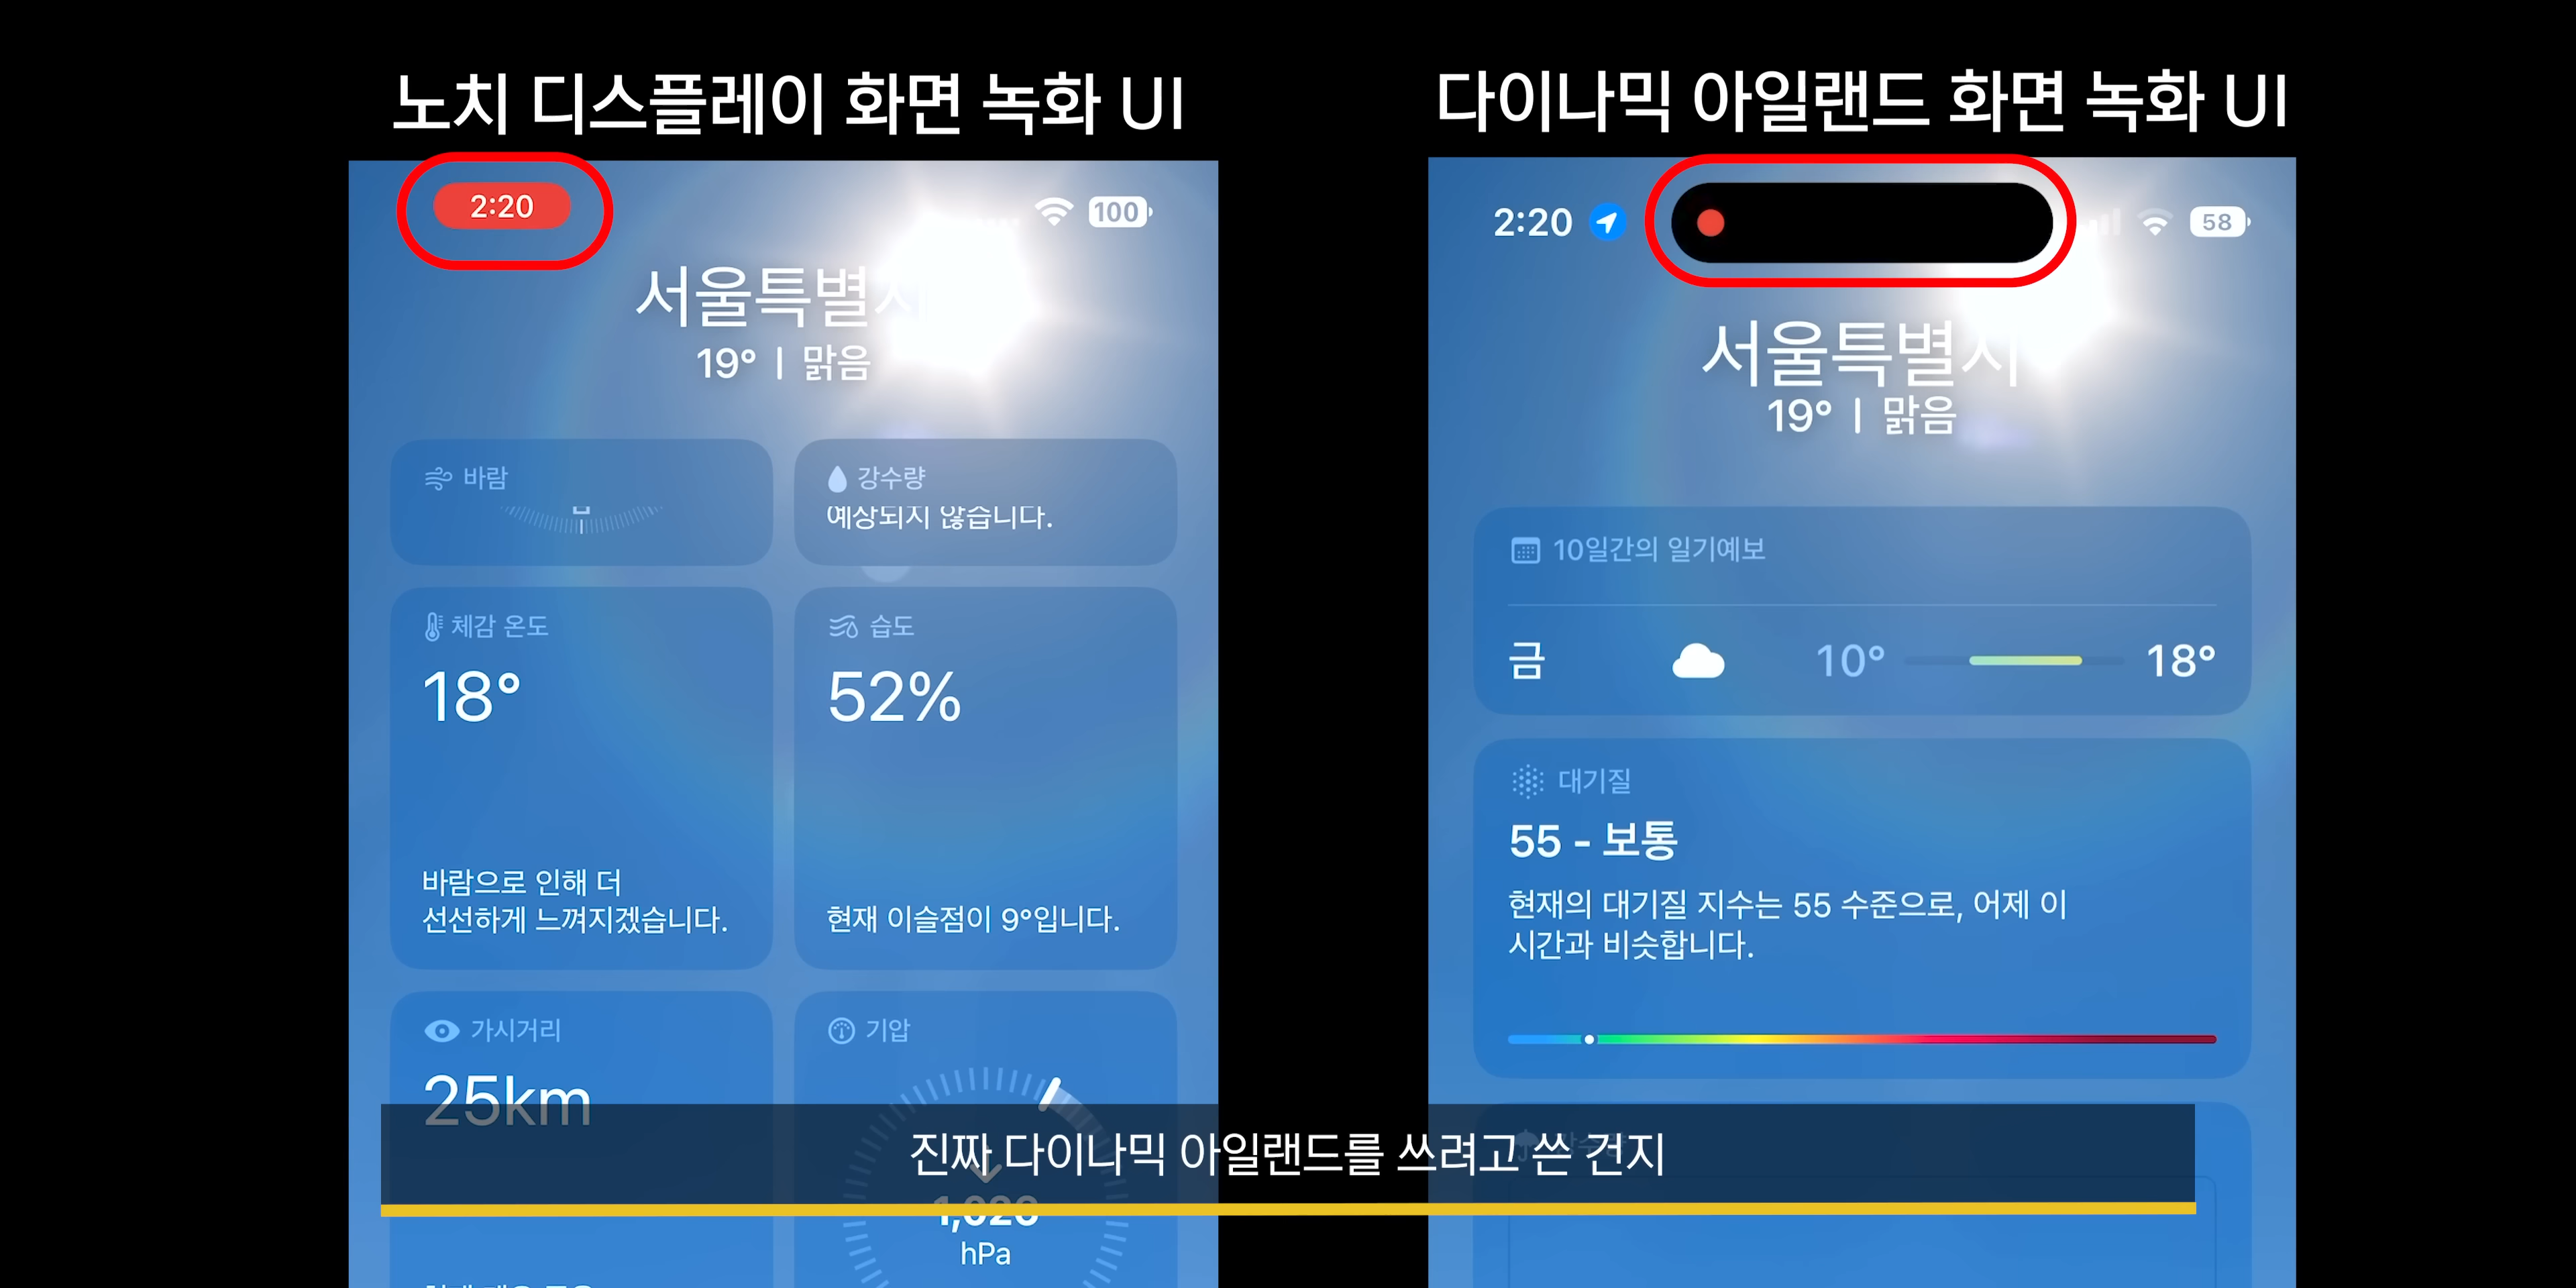 노치 디스플레이 화면 녹화 UI
2:20
100
서울특별시
19° | 맑음
바람
강수량
예상되지 않습니다.
체감 온도
18°
바람으로 인해 더
선선하게 느껴지겠습니다.
습도
52%
현재 이슬점이 9°입니다.
가시거리
25km
기압
hPa
다이나믹 아일랜드 화면 녹화 UI
2:20
58
서울특별시
19° | 맑음
10일간의 일기예보
금 10° 18°
대기질
55 - 보통
현재의 대기질 지수는 55 수준으로, 어제 이
시간과 비슷합니다.
진짜 다이나믹 아일랜드를 쓰려고 쓴 건지